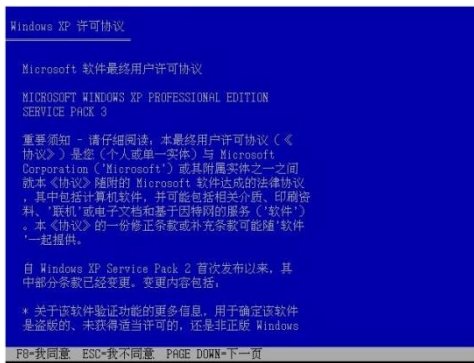 Windows XP 许可协议
Microsoft 软件最终用户许可协议
MICROSOFT WINDOWS XP PROFESSIONAL EDITION
SERVICE PACK 3
重要须知 - 请仔细阅读: 本最终用户许可协议（《
协议》）是您（个人或单一实体）与 Microsoft
Corporation（'Microsoft'）或其附属实体之一之间
就本《协议》随附的 Microsoft 软件达成的法律协议
，其中包括计算机软件，并可能包括相关介质、印刷资
料、'联机'或电子文档和基于因特网的服务（'软件'）
。本《协议》的一份修正条款或补充条款可能随'软件
'一起提供。
自 Windows XP Service Pack 2 首次发布以来，其
中部分条款已经变更。变更内容包括:
* 关于该软件验证功能的更多信息，用于确定该软件
是盗版的、未获得适当许可的，还是非正版 Windows
F8=我同意 ESC=我不同意 PAGE DOWN=下一页